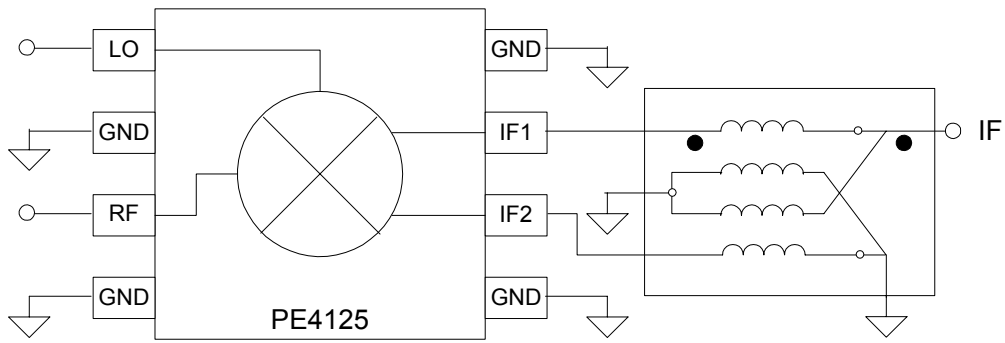 LO
GND
GND
IF1
IF
RF
IF2
GND
GND
PE4125